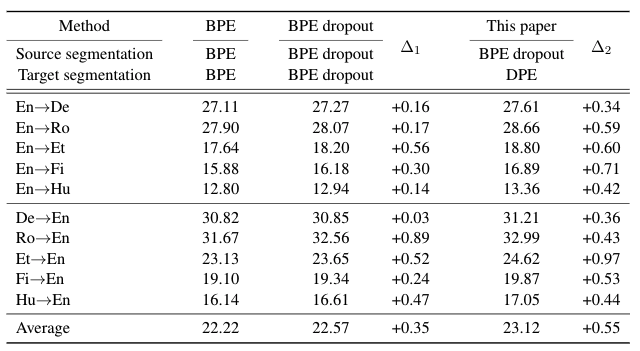 Method BPE BPE dropout Δ1 This paper Δ2
Source segmentation BPE BPE dropout BPE dropout
Target segmentation BPE BPE dropout DPE
En→De 27.11 27.27 +0.16 27.61 +0.34
En→Ro 27.90 28.07 +0.17 28.66 +0.59
En→Et 17.64 18.20 +0.56 18.80 +0.60
En→Fi 15.88 16.18 +0.30 16.89 +0.71
En→Hu 12.80 12.94 +0.14 13.36 +0.42
De→En 30.82 30.85 +0.03 31.21 +0.36
Ro→En 31.67 32.56 +0.89 32.99 +0.43
Et→En 23.13 23.65 +0.52 24.62 +0.97
Fi→En 19.10 19.34 +0.24 19.87 +0.53
Hu→En 16.14 16.61 +0.47 17.05 +0.44
Average 22.22 22.57 +0.35 23.12 +0.55